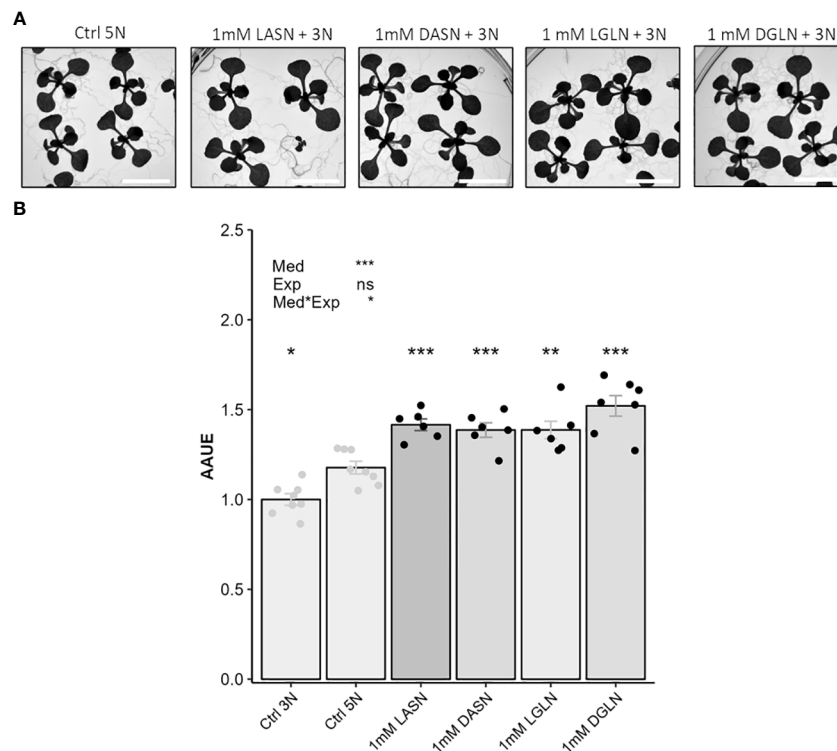 A
Ctrl 5N
1mM LASN + 3N
1mM DASN + 3N
1 mM LGLN + 3N
1 mM DGLN + 3N
B
2.5
2.0
1.5
1.0
0.5
0.0
AAUE
Med ***
Exp ns
Med*Exp *
* *** *** ** ***
Ctrl 3N
Ctrl 5N
1mM LASN
1mM DASN
1mM LGLN
1mM DGLN